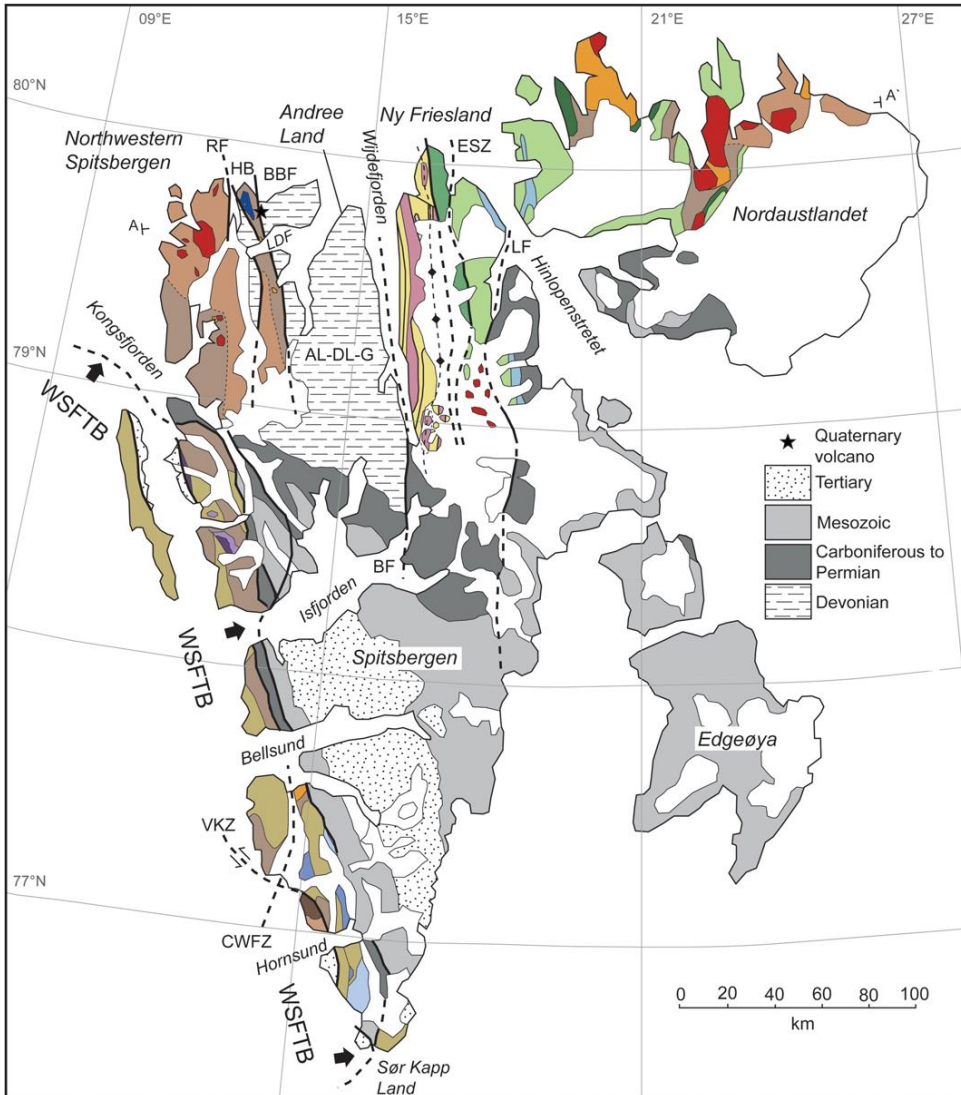 09°E
15°E
21°E
27°E
80°N
79°N
77°N
Northwestern
Spitsbergen
Andree
Land
Ny Friesland
RF
HB
BBF
LDF
Wijdefjorden
ESZ
A
A'
Nordaustlandet
LF
Hinlopenstretet
Kongsfjorden
AL-DL-G
WSFTB
Quaternary
volcano
Tertiary
Mesozoic
Carboniferous to
Permian
Devonian
BF
Isfjorden
WSFTB
Spitsbergen
Edgeøya
Bellsund
VKZ
CWFZ
Hornsund
WSFTB
Sør Kapp
Land
0 20 40 60 80 100
km